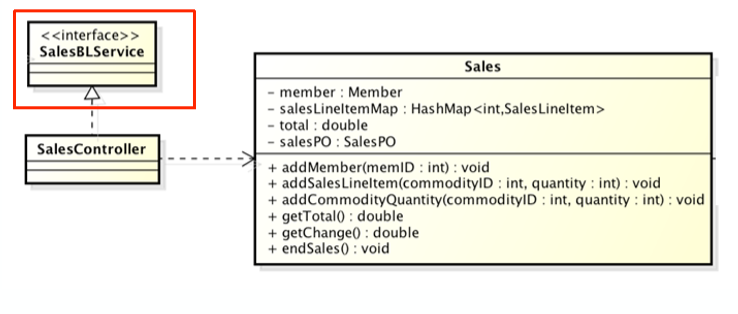 <<interface>>
SalesBLService
SalesController
Sales
- member : Member
- salesLineItemMap : HashMap<int,SalesLineItem>
- total : double
- salesPO : SalesPO
+ addMember(memID : int) : void
+ addSalesLineItem(commodityID : int, quantity : int) : void
+ addCommodityQuantity(commodityID : int, quantity : int) : void
+ getTotal() : double
+ getChange() : double
+ endSales() : void